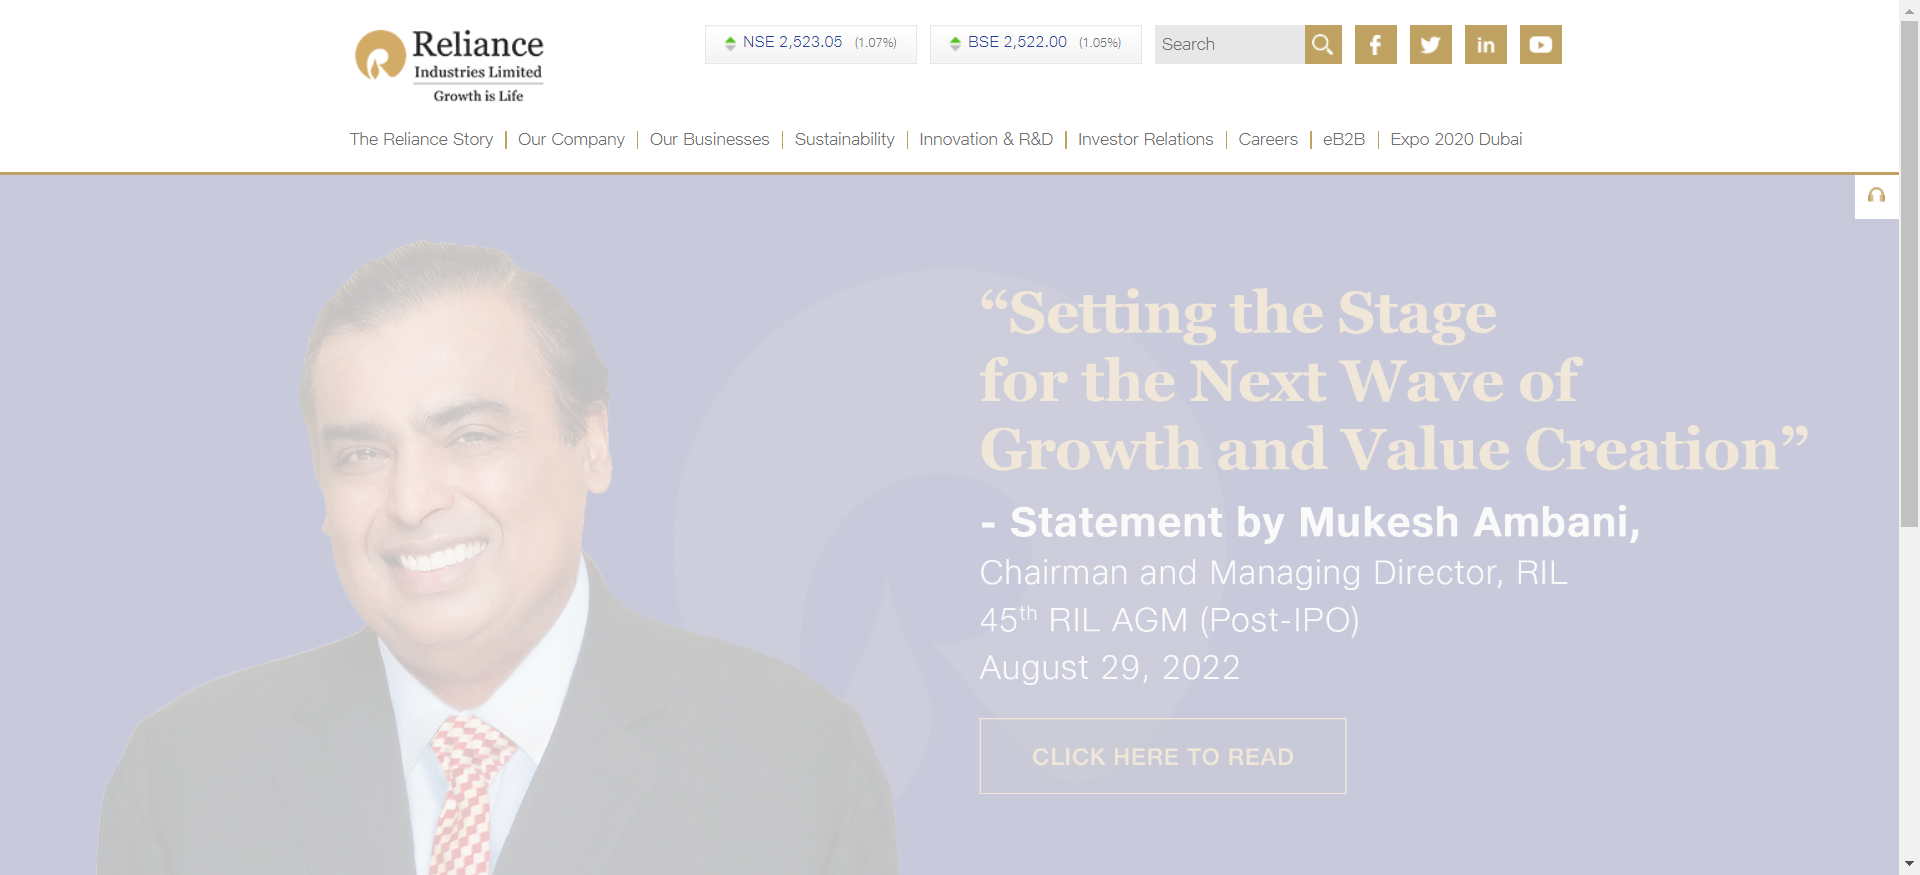 Reliance
Industries Limited
Growth is Life
NSE 2,523.05 (1.07%)
BSE 2,522.00 (1.05%)
Search
The Reliance Story
Our Company
Our Businesses
Sustainability
Innovation & R&D
Investor Relations
Careers
eB2B
Expo 2020 Dubai
“Setting the Stage
for the Next Wave of
Growth and Value Creation”
- Statement by Mukesh Ambani,
Chairman and Managing Director, RIL
45th RIL AGM (Post-IPO)
August 29, 2022
CLICK HERE TO READ